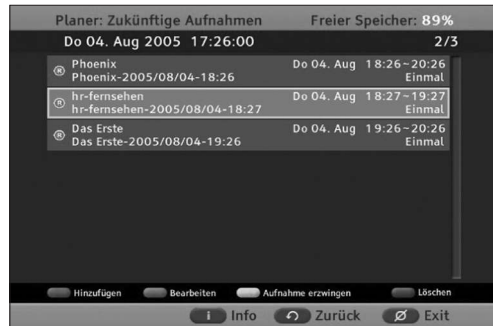 Planer: Zukünftige Aufnahmen Freier Speicher: 89%
Do 04. Aug 2005 17:26:00 2/3
® Phoenix Do 04. Aug 18:26~20:26
Phoenix-2005/08/04-18:26 Einmal
® hr-fernsehen Do 04. Aug 18:27~19:27
hr-fernsehen-2005/08/04-18:27 Einmal
® Das Erste Do 04. Aug 19:26~20:26
Das Erste-2005/08/04-19:26 Einmal
Hinzufügen Bearbeiten Aufnahme erzwingen Löschen
i Info Zurück Exit